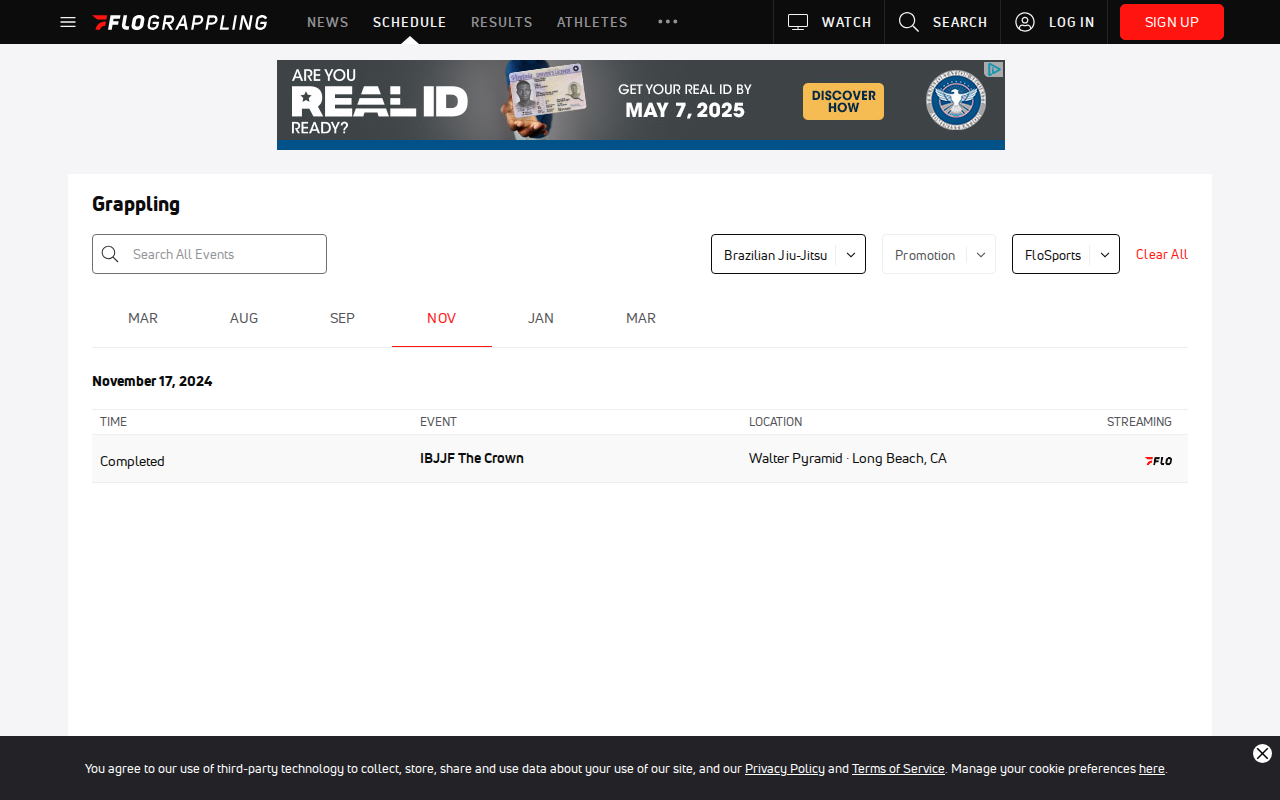 FLOGRAPPLING
NEWS
SCHEDULE
RESULTS
ATHLETES
WATCH
SEARCH
LOG IN
SIGN UP
ARE YOU
REAL ID
READY?
GET YOUR REAL ID BY
MAY 7, 2025
DISCOVER
HOW
Grappling
Search All Events
Brazilian Jiu-Jitsu
Promotion
FloSports
Clear All
MAR
AUG
SEP
NOV
JAN
MAR
November 17, 2024
TIME
EVENT
LOCATION
STREAMING
Completed
IBJJF The Crown
Walter Pyramid · Long Beach, CA
FLO
You agree to our use of third-party technology to collect, store, share and use data about your use of our site, and our Privacy Policy and Terms of Service. Manage your cookie preferences here.